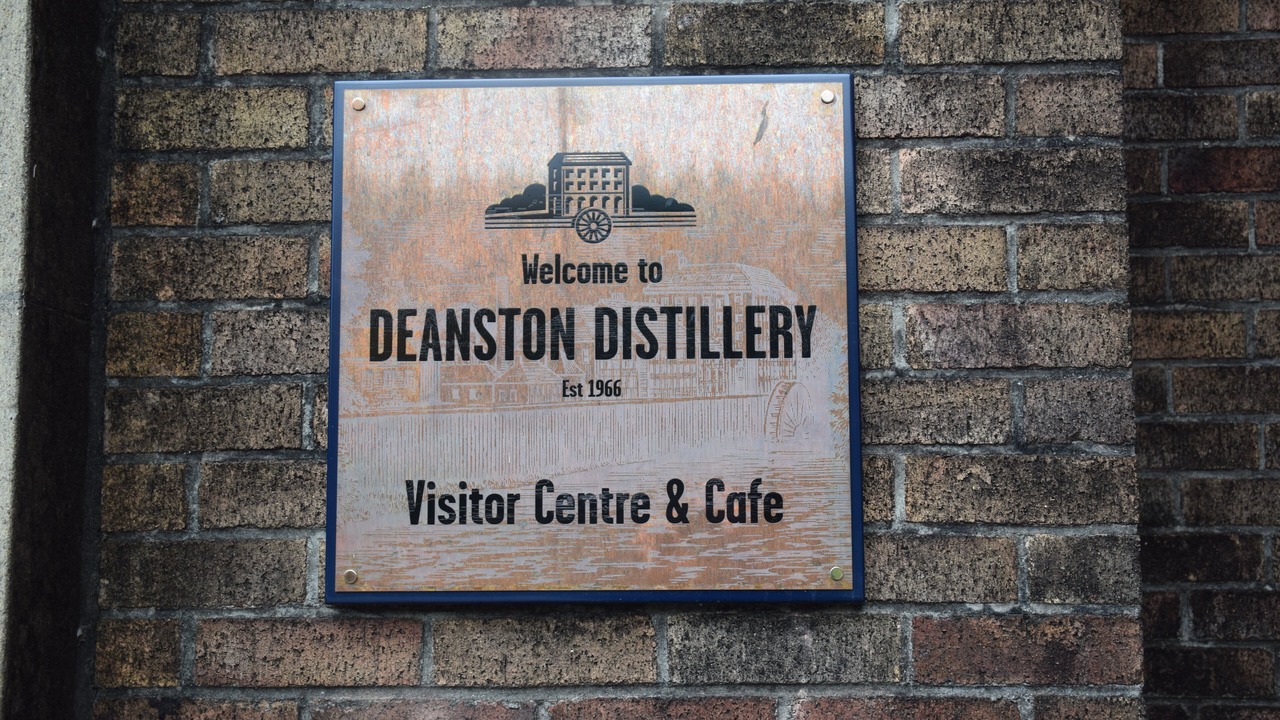 Welcome to
DEANSTON DISTILLERY
Est 1966
Visitor Centre & Cafe